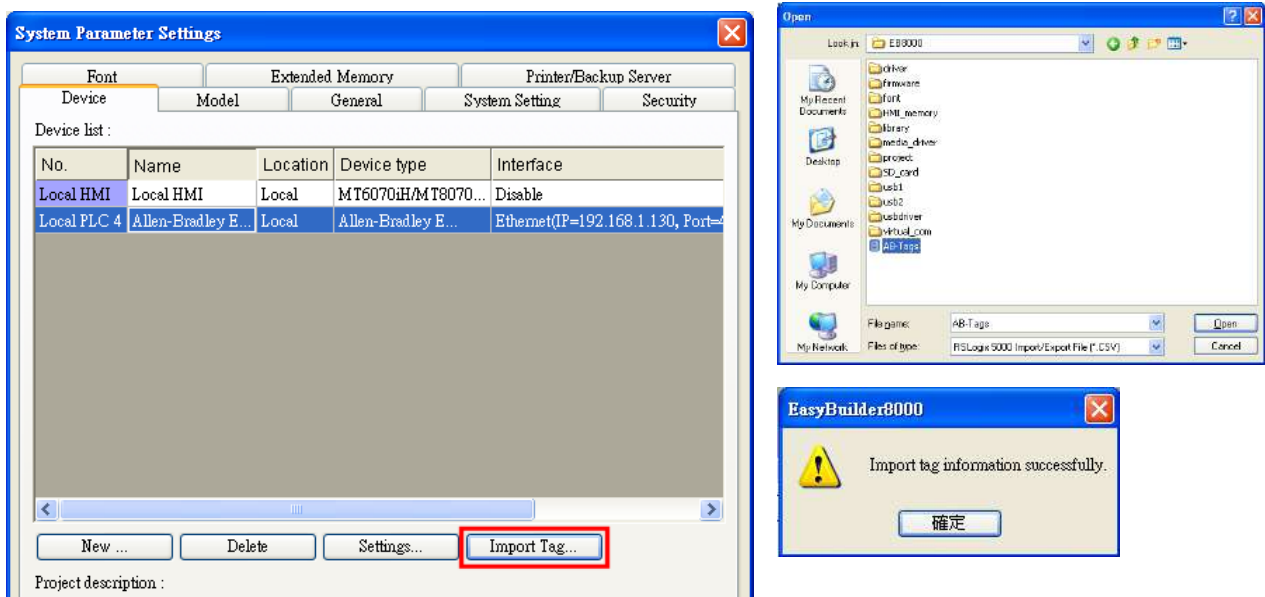 System Parameter Settings
Font Extended Memory Printer/Backup Server
Device Model General System Setting Security
Device list :
No. Name Location Device type Interface
Local HMI Local HMI Local MT6070iH/MT8070... Disable
Local PLC 4 Allen-Bradley E... Local Allen-Bradley E... Ethernet(IP=192.168.1.130, Port=
New ... Delete Settings... Import Tag...
Project description :
Open
Look in: EB8000
My Recent Documents
Desktop
My Documents
My Computer
My Network
driver
firmware
font
HMI_memory
library
media_driver
project
SD_card
usb1
usb2
usbdriver
virtual_com
AB-Tags
File name: AB-Tags Open
Files of type: RSLogix 5000 Import/Export File (*.CSV) Cancel
EasyBuilder8000
Import tag information successfully.
確定